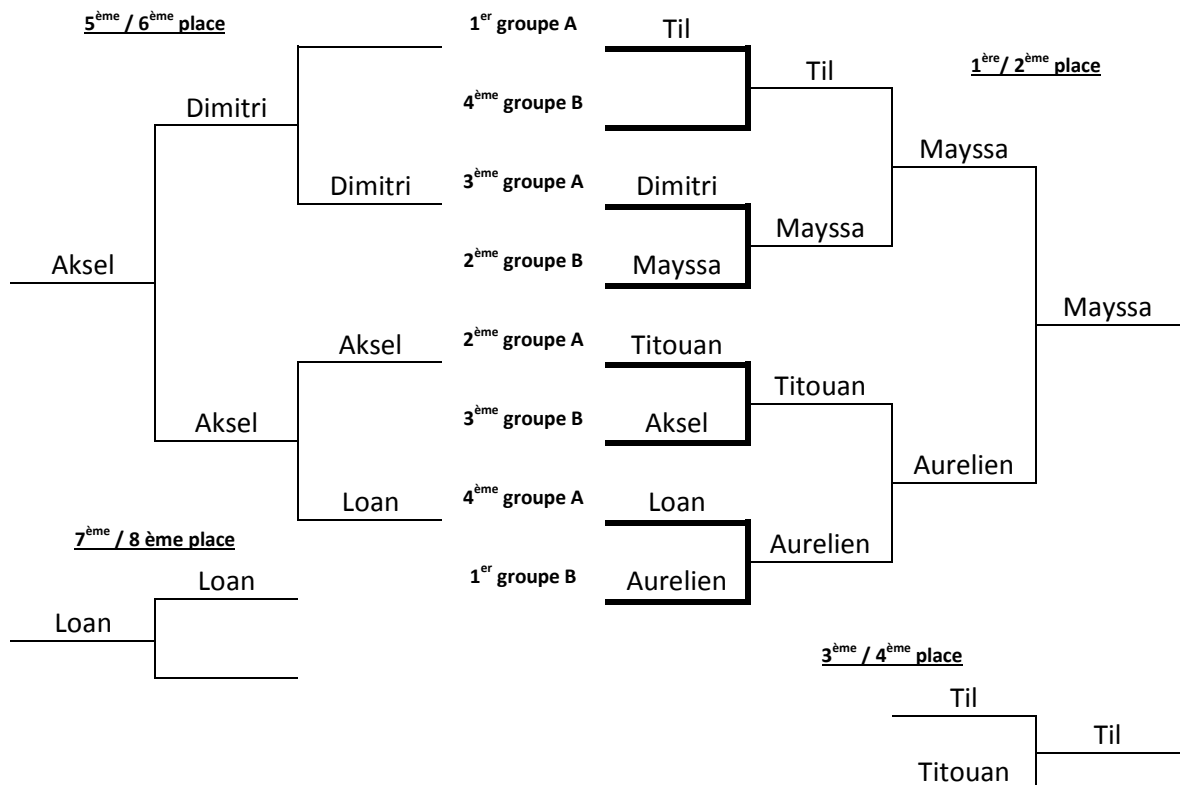 5ème / 6ème place
1er groupe A
Til
Til
1ère / 2ème place
Dimitri
4ème groupe B
Mayssa
Dimitri
3ème groupe A
Dimitri
Mayssa
Aksel
2ème groupe B
Mayssa
Mayssa
Aksel
2ème groupe A
Titouan
Titouan
Aksel
3ème groupe B
Aksel
Aurelien
Loan
4ème groupe A
Loan
7ème / 8 ème place
Aurelien
Loan
1er groupe B
Aurelien
Loan
3ème / 4ème place
Til
Til
Titouan